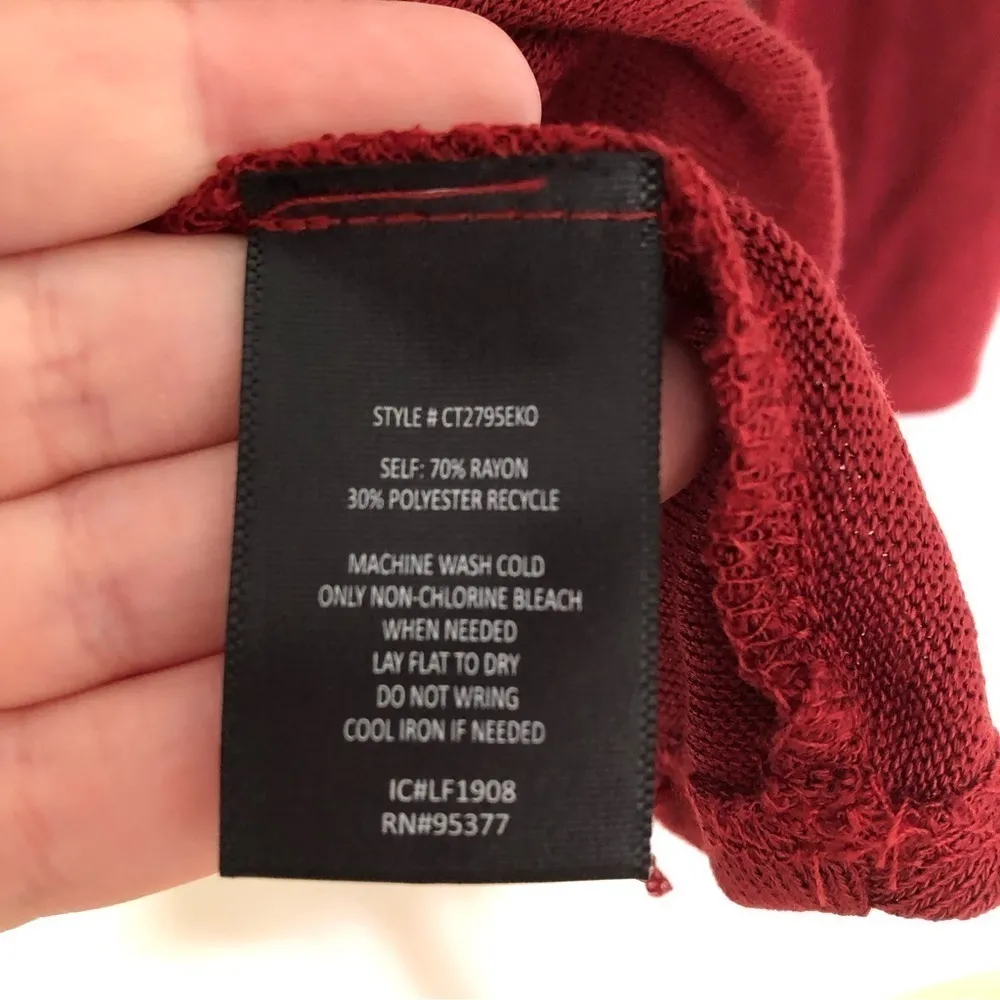 STYLE # CT2795EKO
SELF: 70% RAYON
30% POLYESTER RECYCLE
MACHINE WASH COLD
ONLY NON-CHLORINE BLEACH
WHEN NEEDED
LAY FLAT TO DRY
DO NOT WRING
COOL IRON IF NEEDED
IC#LF1908
RN#95377